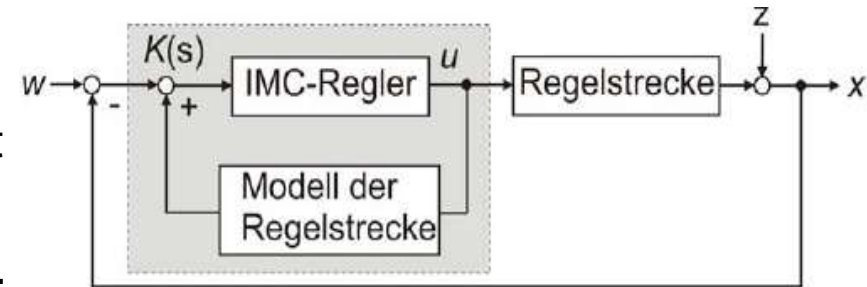 z
K(s)
u
w
IMC-Regler
Regelstrecke
x
-
+
Modell der
Regelstrecke